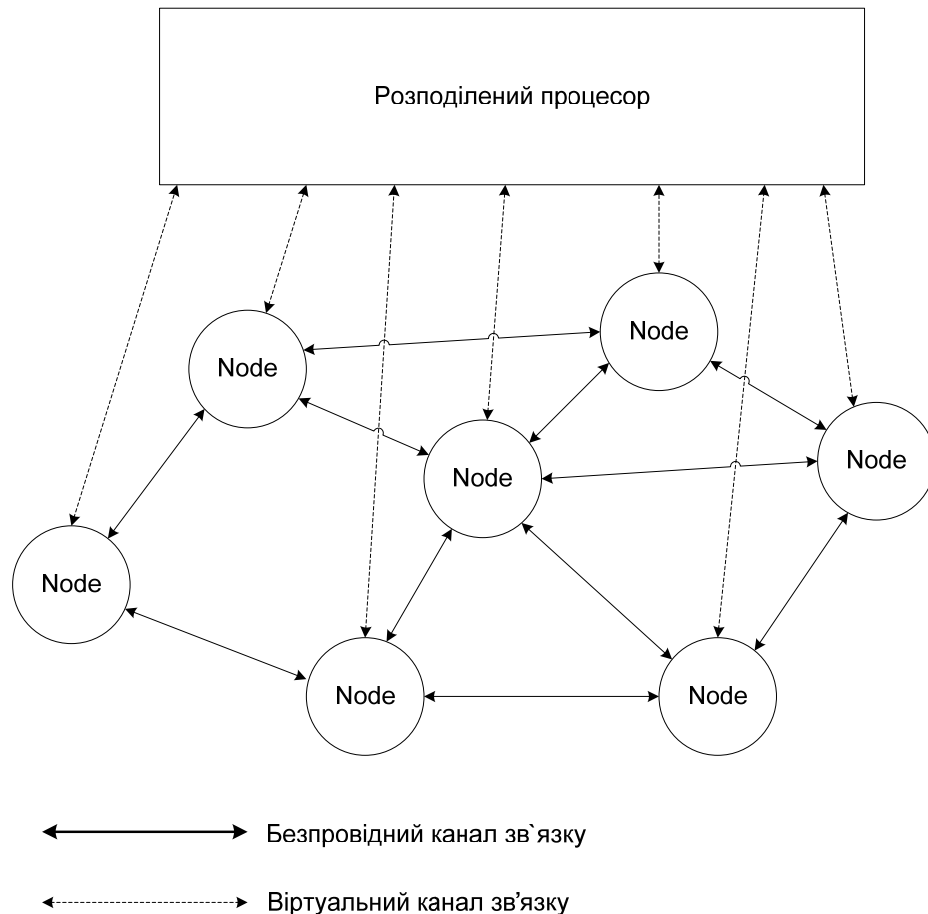 Розподілений процесор
Node
Node
Node
Node
Node
Node
Node
Безпровідний канал зв`язку
Віртуальний канал зв'язку